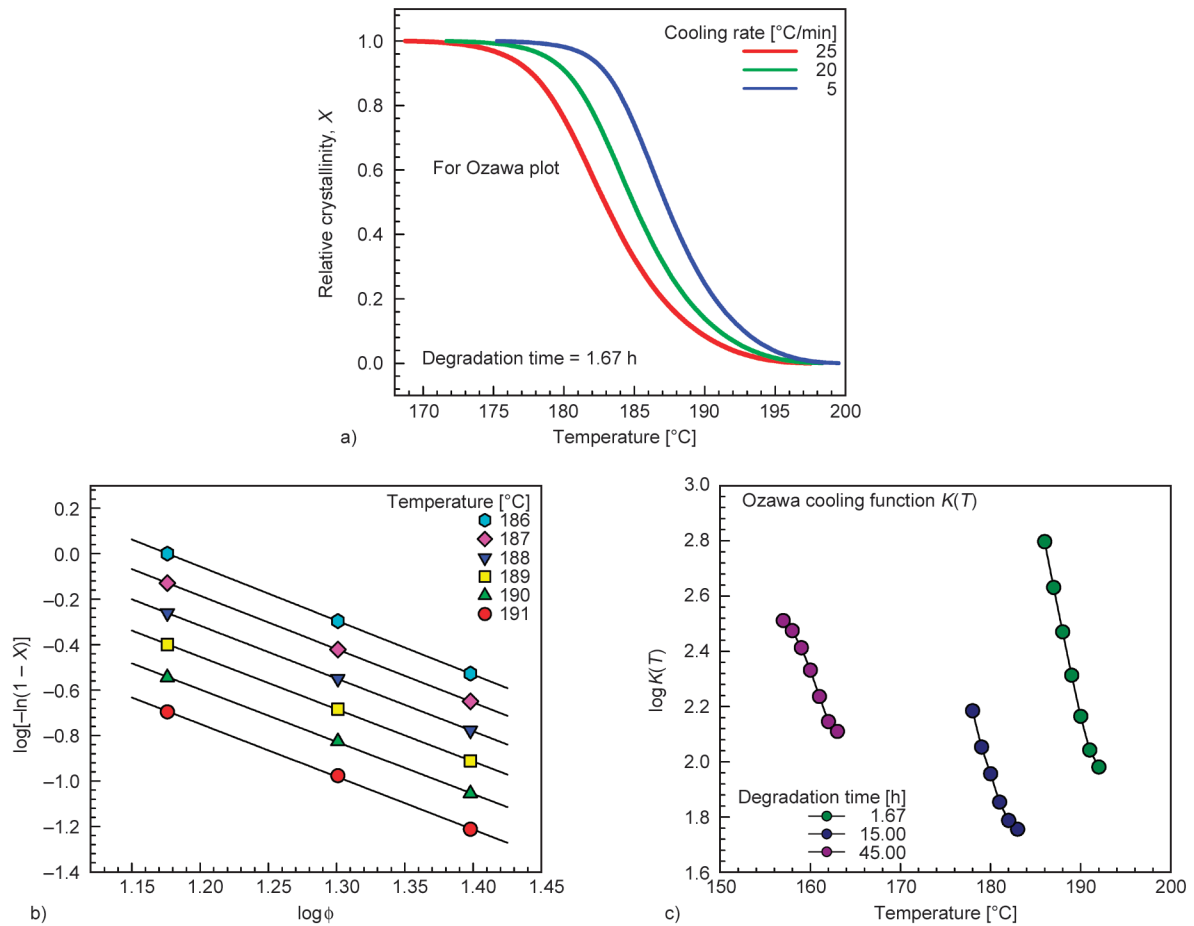 Cooling rate [°C/min]
25
20
5
1.0
0.8
0.6
0.4
0.2
0.0
Relative crystallinity, X
For Ozawa plot
Degradation time = 1.67 h
170 175 180 185 190 195 200
Temperature [°C]
a)
Temperature [°C]
186
187
188
189
190
191
0.2
0.0
–0.2
–0.4
–0.6
–0.8
–1.0
–1.2
–1.4
log[–ln(1 – X)]
1.15 1.20 1.25 1.30 1.35 1.40 1.45
logϕ
b)
Ozawa cooling function K(T)
3.0
2.8
2.6
2.4
2.2
2.0
1.8
1.6
logK(T)
Degradation time [h]
1.67
15.00
45.00
150 160 170 180 190 200
Temperature [°C]
c)